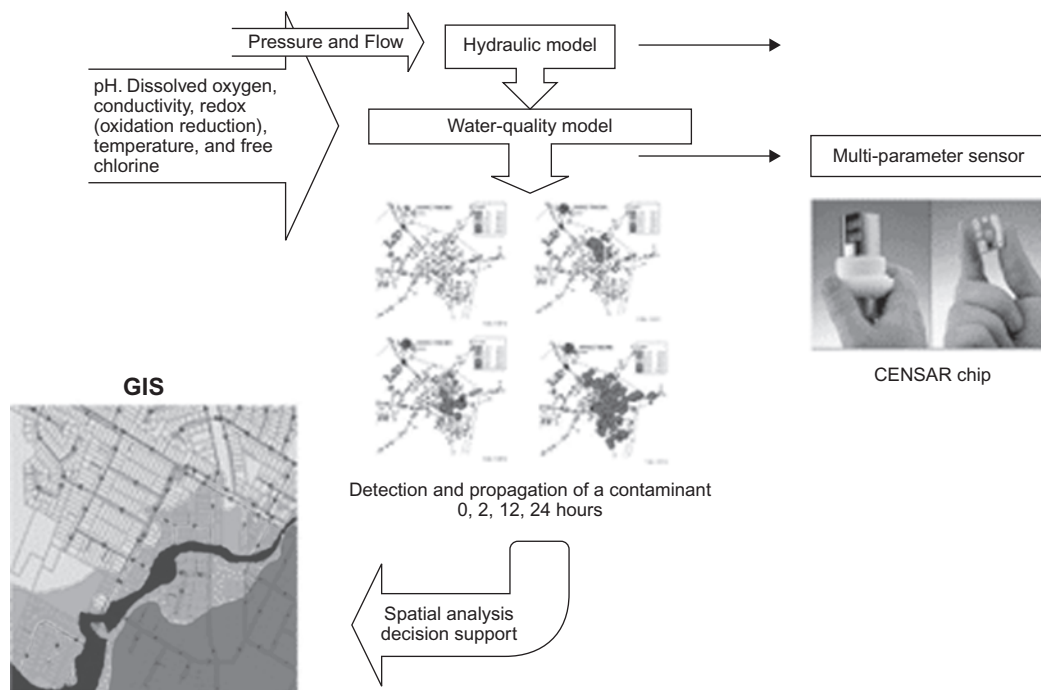 Pressure and Flow
Hydraulic model
pH. Dissolved oxygen,
conductivity, redox
(oxidation reduction),
temperature, and free
chlorine
Water-quality model
Multi-parameter sensor
CENSAR chip
GIS
Detection and propagation of a contaminant
0, 2, 12, 24 hours
Spatial analysis
decision support